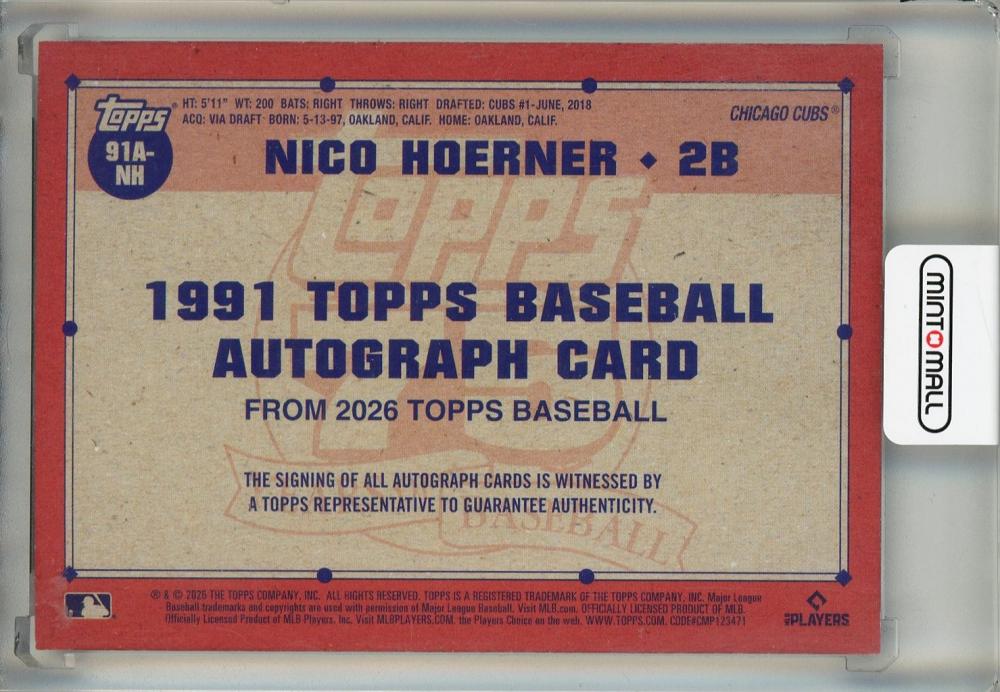 Topps®
91A-
NH
HT: 5'11" WT: 200 BATS: RIGHT THROWS: RIGHT DRAFTED: CUBS #1-JUNE, 2018
ACQ: VIA DRAFT BORN: 5-13-97, OAKLAND, CALIF. HOME: OAKLAND, CALIF.
CHICAGO CUBS®
NICO HOERNER ◆ 2B
Topps
75
1991 TOPPS BASEBALL
AUTOGRAPH CARD
FROM 2026 TOPPS BASEBALL
THE SIGNING OF ALL AUTOGRAPH CARDS IS WITNESSED BY
A TOPPS REPRESENTATIVE TO GUARANTEE AUTHENTICITY.
BASEBALL
® & © 2026 THE TOPPS COMPANY, INC. ALL RIGHTS RESERVED. TOPPS IS A REGISTERED TRADEMARK OF THE TOPPS COMPANY, INC. Major League
Baseball trademarks and copyrights are used with permission of Major League Baseball. Visit MLB.com. OFFICIALLY LICENSED PRODUCT OF MLB.
Officially Licensed Product of MLB Players, Inc. Visit MLBPLAYERS.COM, the Players Choice on the web. WWW.TOPPS.COM. CODE#CMP123471
MLB PLAYERS
MINT MALL